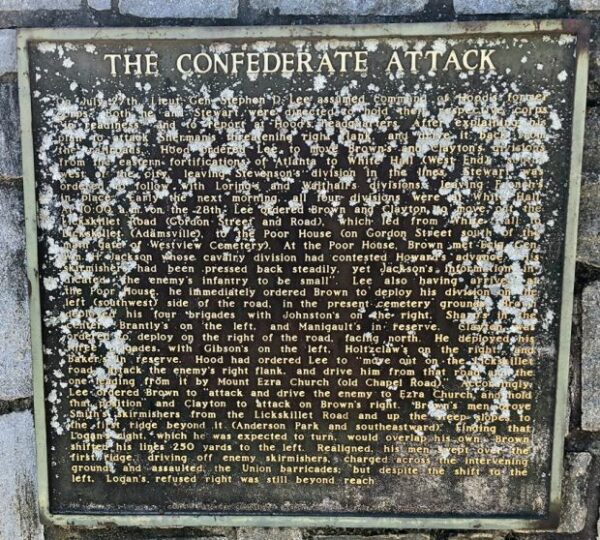 THE CONFEDERATE ATTACK
On July 27th, Lieut. Gen. Stephen D. Lee assumed command of Hood's former
corps. Both he and Stewart were directed to hold their respective corps
in readiness and to report at Hood's headquarters. After explaining his
plan to attack Sherman's threatening right flank and drive it back from
the railroads, Hood ordered Lee to move Brown's and Clayton's divisions
from the eastern fortifications of Atlanta to White Hall (West End), south-
west of the city, leaving Stevenson's division in the lines. Stewart was
ordered to follow with Loring's and Walthall's divisions, leaving French's
in place. Early the next morning, all four divisions were at White Hall.
At 10:00 a.m. on the 28th, Lee ordered Brown and Clayton to move out the
Lickskillet Road (Gordon Street and Road), which led from White Hall to
Lickskillet (Adamsville), to the Poor House (on Gordon Street south of the
main gate of Westview Cemetery). At the Poor House, Brown met Brig. Gen.
Wm. H. Jackson whose cavalry division had contested Howard's advance. His
skirmishers had been pressed back steadily, yet Jackson's information in-
dicated "the enemy's infantry to be small". Lee also having arrived at
the Poor House, he immediately ordered Brown to deploy his division on the
left (southwest) side of the road, in the present cemetery grounds. Brown
deployed his four brigades with Johnston's on the right, Sharp's in the
center, Brantly's on the left, and Manigault's in reserve. Clayton was
ordered to deploy on the right of the road, facing north. He deployed his
three brigades, with Gibson's on the left, Holtzclaw's on the right, and
Baker's in reserve. Hood had ordered Lee to "move out on the Lickskillet
road, attack the enemy's right flank, and drive him from that road and the
one leading from it by Mount Ezra Church (old Chapel Road)." Accordingly,
Lee ordered Brown to "attack and drive the enemy to Ezra Church, and hold
that position" and Clayton to attack on Brown's right. Brown's men drove
Smith's skirmishers from the Lickskillet Road and up the steep slopes to
the first ridge beyond it (Anderson Park and southeastward). Finding that
Logan's right, which he was expected to turn, would overlap his own, Brown
shifted his lines 250 yards to the left. Realigned, his men swept over the
first ridge, driving off enemy skirmishers, charged across the intervening
ground and assaulted the Union barricades; but despite the shift to the
left, Logan's refused right was still beyond reach.